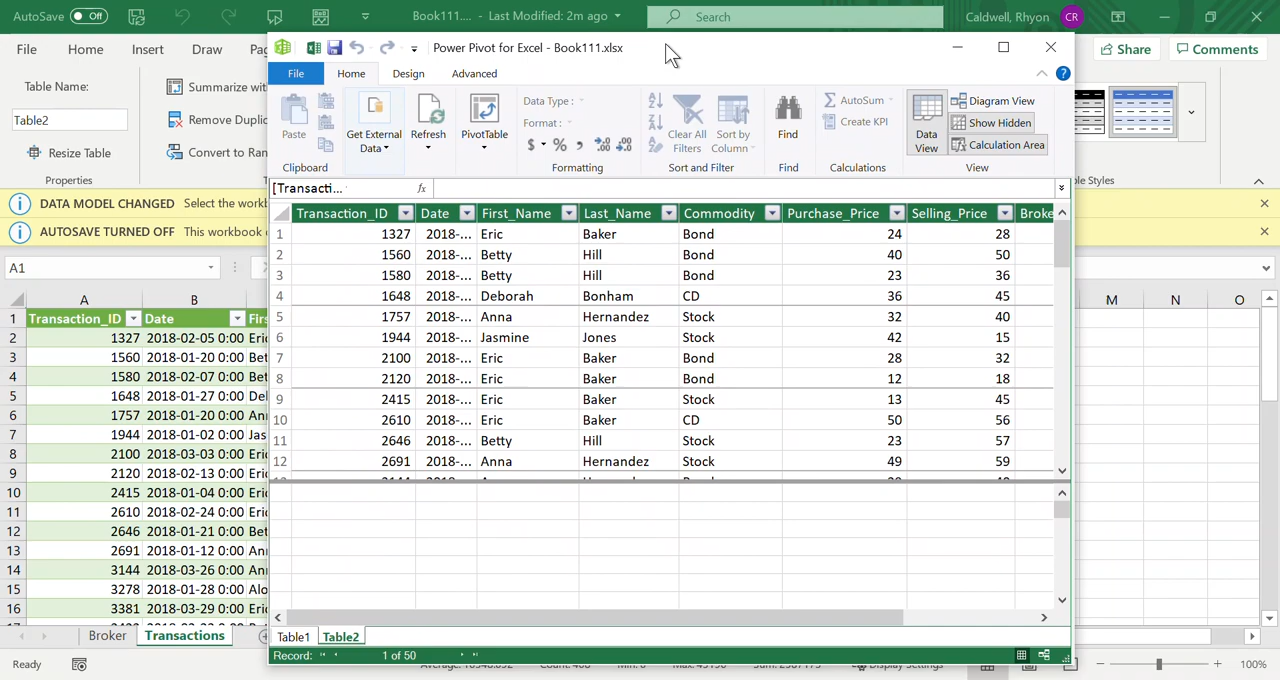 AutoSave Off Book111.... - Last Modified: 2m ago Search Caldwell, Rhyon CR
File Home Insert Draw Pag Share Comments
Power Pivot for Excel - Book111.xlsx
File Home Design Advanced
Table Name:
Table2
Resize Table
Properties
Summarize wit
Remove Duplic
Convert to Ran
Paste
Clipboard
Get External
Data
Refresh
PivotTable
Data Type:
Format:
$ % ,
Formatting
Clear All
Filters
Sort by
Column
Sort and Filter
Find
Find
AutoSum
Create KPI
Calculations
Data
View
Diagram View
Show Hidden
Calculation Area
View
ble Styles
DATA MODEL CHANGED Select the workb
AUTOSAVE TURNED OFF This workbook
[Transacti... fx
A1
Transaction_ID Date First_Name Last_Name Commodity Purchase_Price Selling_Price Broke
1 1327 2018-... Eric Baker Bond 24 28
2 1560 2018-... Betty Hill Bond 40 50
3 1580 2018-... Betty Hill Bond 23 36
4 1648 2018-... Deborah Bonham CD 36 45
5 1757 2018-... Anna Hernandez Stock 32 40
6 1944 2018-... Jasmine Jones Stock 42 15
7 2100 2018-... Eric Baker Bond 28 32
8 2120 2018-... Eric Baker Bond 12 18
9 2415 2018-... Eric Baker Stock 13 45
10 2610 2018-... Eric Baker CD 50 56
11 2646 2018-... Betty Hill Stock 23 57
12 2691 2018-... Anna Hernandez Stock 49 59
Table1 Table2
Record: 1 of 50
A B M N O
1 Transaction_ID Date Firs
2 1327 2018-02-05 0:00 Eric
3 1560 2018-01-20 0:00 Bet
4 1580 2018-02-07 0:00 Bet
5 1648 2018-01-27 0:00 Del
6 1757 2018-01-20 0:00 Ann
7 1944 2018-01-02 0:00 Jas
8 2100 2018-03-03 0:00 Eric
9 2120 2018-02-13 0:00 Eric
10 2415 2018-01-04 0:00 Eric
11 2610 2018-02-24 0:00 Eric
12 2646 2018-01-21 0:00 Bet
13 2691 2018-01-12 0:00 Ann
14 3144 2018-03-26 0:00 Ann
15 3278 2018-01-28 0:00 Alo
16 3381 2018-03-29 0:00 Eric
Broker Transactions
Ready 100%